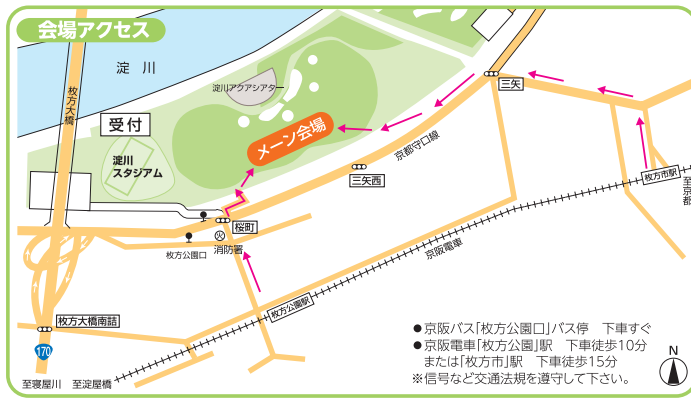 会場アクセス
淀川
枚方大橋
淀川アクアシアター
受付
淀川
スタジアム
メーン会場
三矢
京都守口線
三矢西
枚方市駅
至京都
桜町
火
消防署
枚方公園口
京阪電車
枚方公園駅
枚方大橋南詰
170
至寝屋川 至淀屋橋
●京阪バス「枚方公園口」バス停 下車すぐ
●京阪電車「枚方公園」駅 下車徒歩10分
または「枚方市」駅 下車徒歩15分
※信号など交通法規を遵守して下さい。
N